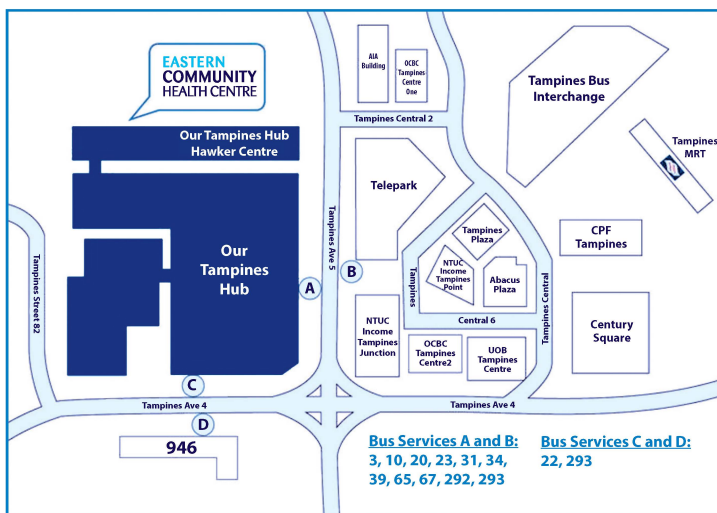 EASTERN
COMMUNITY
HEALTH CENTRE
AIA
Building
OCBC
Tampines
Centre
One
Tampines Bus
Interchange
Tampines Central 2
Our Tampines Hub
Hawker Centre
Tampines
MRT
Telepark
Tampines
Plaza
CPF
Tampines
NTUC
Income
Tampines
Point
Abacus
Plaza
Our
Tampines
Hub
Tampines Ave 5
A
B
Tampines
Central 6
Tampines Central
Tampines Street 82
NTUC
Income
Tampines
Junction
OCBC
Tampines
Centre2
UOB
Tampines
Centre
Century
Square
C
Tampines Ave 4
Tampines Ave 4
D
946
Bus Services A and B:
3, 10, 20, 23, 31, 34,
39, 65, 67, 292, 293
Bus Services C and D:
22, 293